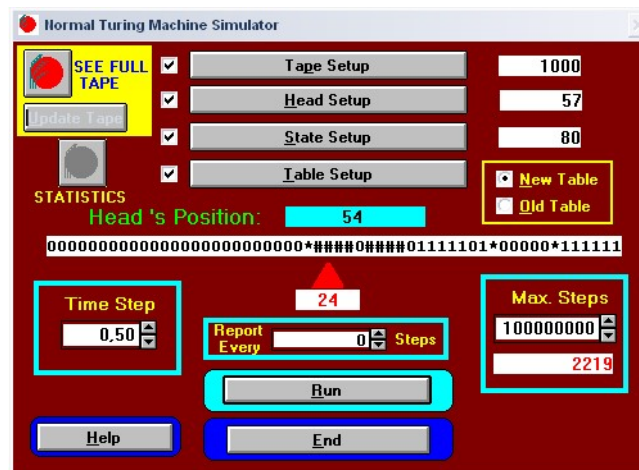 Normal Turing Machine Simulator
SEE FULL TAPE
Update Tape
STATISTICS
Tape Setup 1000
Head Setup 57
State Setup 80
Table Setup
New Table
Old Table
Head 's Position: 54
0000000000000000000000000*####0####01111101*00000*111111
24
Time Step
0,50
Report Every 0 Steps
Max. Steps
100000000
2219
Run
Help
End